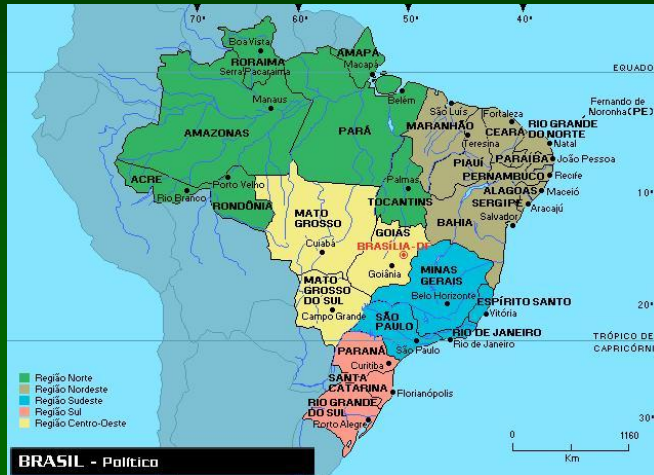 70°
60°
50°
40°
Boa Vista
RORAIMA
Serra Pacaraima
AMAPÁ
Macapá
EQUADO
Manaus
Belém
São Luís
Fortaleza
Fernando de
Noronha(PE)
AMAZONAS
PARÁ
MARANHÃO
Teresina
CEARÁ
RIO GRANDE
DO NORTE
Natal
PIAUÍ
PARAÍBA
João Pessoa
PERNAMBUCO
Recife
ACRE
Rio Branco
Porto Velho
RONDÔNIA
Palmas
TOCANTINS
ALAGOAS
Maceió
SERGIPE
Aracajú
10°
MATO
GROSSO
Cuiabá
GOIÁS
BRASÍLIA-DF
Goiânia
BAHIA
Salvador
MINAS
GERAIS
Belo Horizonte
MATO
GROSSO
DO SUL
Campo Grande
ESPÍRITO SANTO
Vitória
20°
SÃO
PAULO
São Paulo
RIO DE JANEIRO
Rio de Janeiro
TRÓPICO DE
CAPRICÓRNI
PARANÁ
Curitiba
SANTA
CATARINA
Florianópolis
RIO GRANDE
DO SUL
Porto Alegre
30°
Região Norte
Região Nordeste
Região Sudeste
Região Sul
Região Centro-Oeste
0
1160
Km
BRASIL - Político